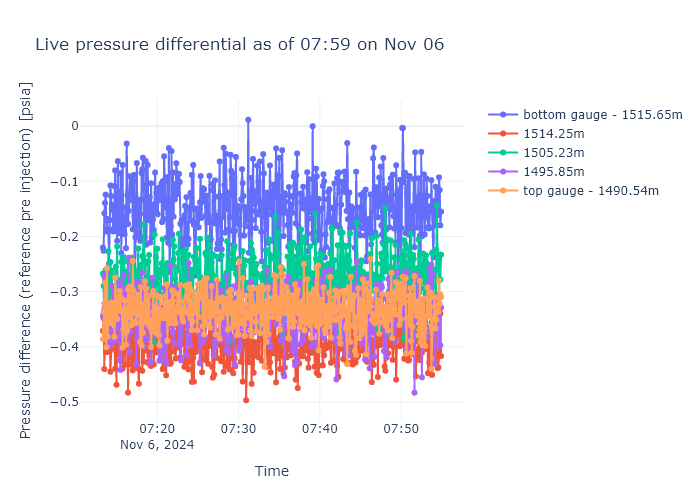 Live pressure differential as of 07:59 on Nov 06
Pressure difference (reference pre injection) [psia]
0
−0.1
−0.2
−0.3
−0.4
−0.5
07:20
Nov 6, 2024
07:30
07:40
07:50
Time
bottom gauge - 1515.65m
1514.25m
1505.23m
1495.85m
top gauge - 1490.54m